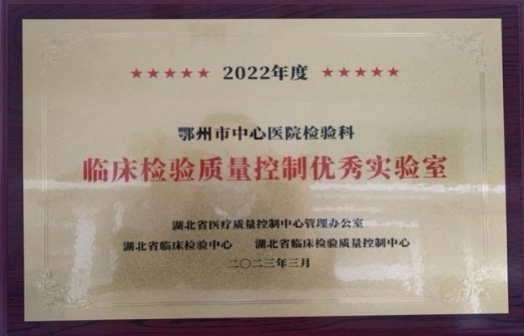 ★★★★★ 2022年度 ★★★★★
鄂州市中心医院检验科
临床检验质量控制优秀实验室
湖北省医疗质量控制中心管理办公室
湖北省临床检验中心 湖北省临床检验质量控制中心
二〇二三年三月